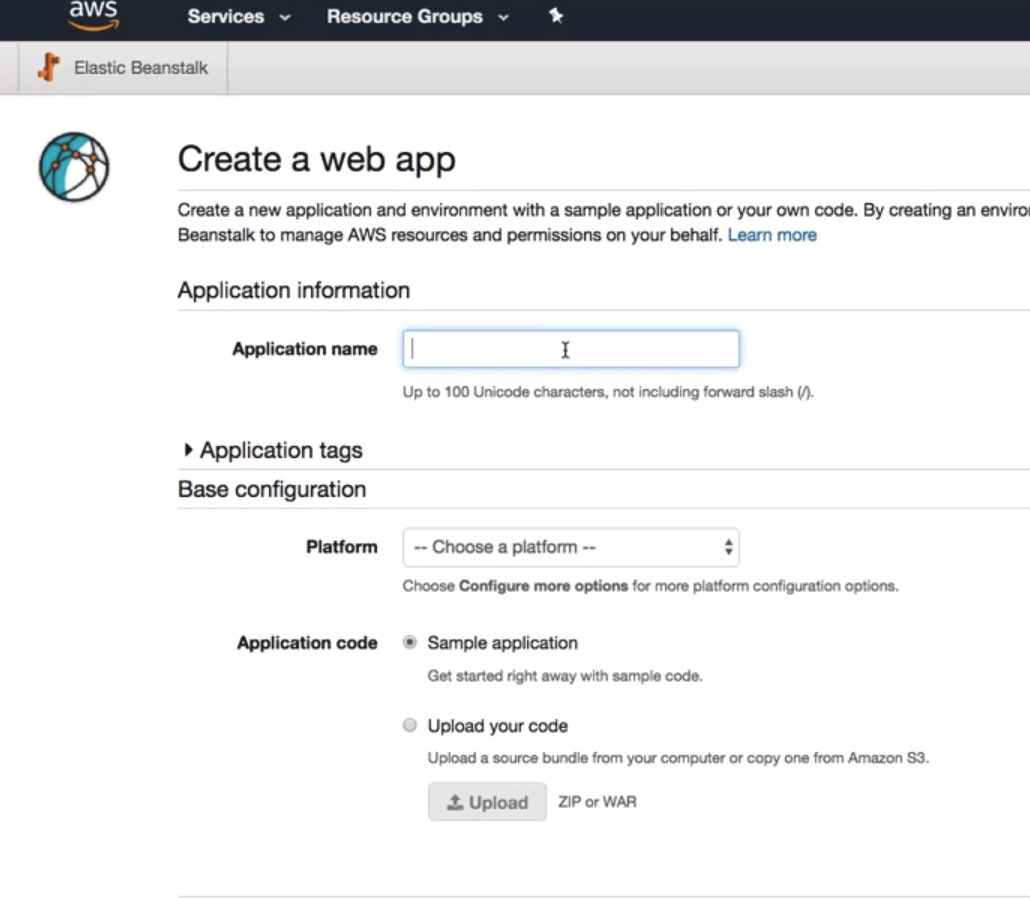 aws Services Resource Groups
Elastic Beanstalk
Create a web app
Create a new application and environment with a sample application or your own code. By creating an
Beanstalk to manage AWS resources and permissions on your behalf. Learn more
Application information
Application name
Up to 100 Unicode characters, not including forward slash (/).
Application tags
Base configuration
Platform -- Choose a platform --
Choose Configure more options for more platform configuration options.
Application code Sample application
Get started right away with sample code.
Upload your code
Upload a source bundle from your computer or copy one from Amazon S3.
Upload ZIP or WAR